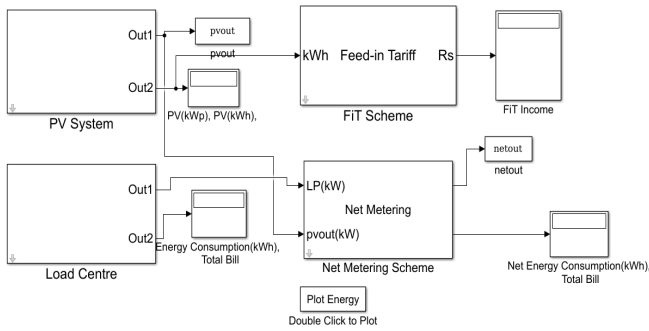 Out1
Out2
PV System
pvout
pvout
PV(kWp), PV(kWh),
kWh
Feed-in Tariff
Rs
FiT Scheme
FiT Income
Out1
Out2
Load Centre
Energy Consumption(kWh),
Total Bill
LP(kW)
Net Metering
pvout(kW)
Net Metering Scheme
netout
netout
Net Energy Consumption(kWh),
Total Bill
Plot Energy
Double Click to Plot